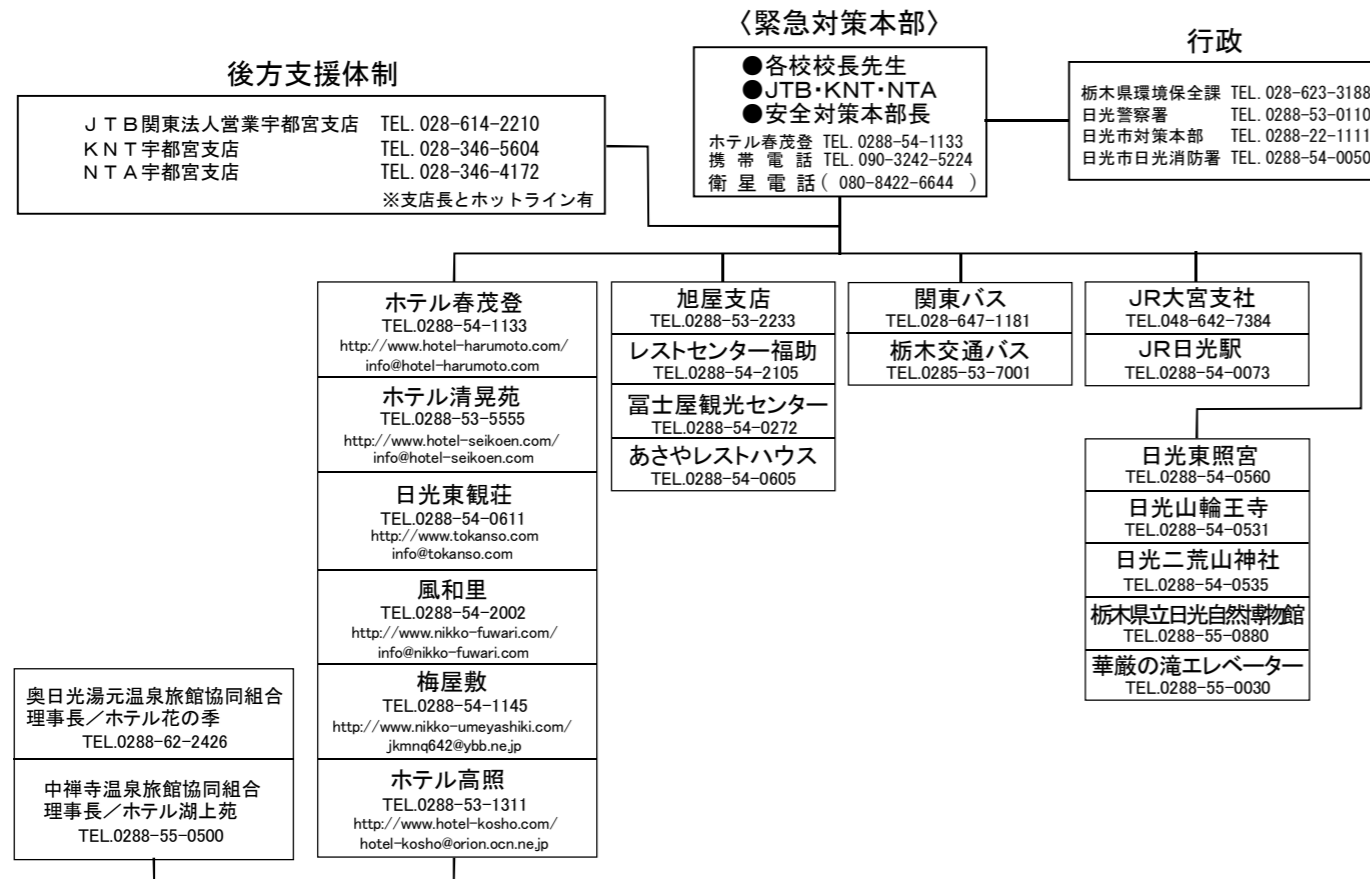 〈緊急対策本部〉
●各校校長先生
●JTB・KNT・NTA
●安全対策本部長
ホテル春茂登 TEL. 0288-54-1133
携帯電話 TEL. 090-3242-5224
衛星電話( 080-8422-6644 )
行政
栃木県環境保全課 TEL. 028-623-3188
日光警察署 TEL. 0288-53-0110
日光市対策本部 TEL. 0288-22-1111
日光市日光消防署 TEL. 0288-54-0050
後方支援体制
JTB関東法人営業宇都宮支店 TEL. 028-614-2210
KNT宇都宮支店 TEL. 028-346-5604
NTA宇都宮支店 TEL. 028-346-4172
※支店長とホットライン有
ホテル春茂登
TEL.0288-54-1133
http://www.hotel-harumoto.com/
info@hotel-harumoto.com
ホテル清晃苑
TEL.0288-53-5555
http://www.hotel-seikoen.com/
info@hotel-seikoen.com
日光東観荘
TEL.0288-54-0611
http://www.tokanso.com
info@tokanso.com
風和里
TEL.0288-54-2002
http://www.nikko-fuwari.com/
info@nikko-fuwari.com
梅屋敷
TEL.0288-54-1145
http://www.nikko-umeyashiki.com/
jkmnq642@ybb.ne.jp
ホテル高照
TEL.0288-53-1311
http://www.hotel-kosho.com/
hotel-kosho@orion.ocn.ne.jp
旭屋支店
TEL.0288-53-2233
レストセンター福助
TEL.0288-54-2105
冨士屋観光センター
TEL.0288-54-0272
あさやレストハウス
TEL.0288-54-0605
関東バス
TEL.028-647-1181
栃木交通バス
TEL.0285-53-7001
JR大宮支社
TEL.048-642-7384
JR日光駅
TEL.0288-54-0073
日光東照宮
TEL.0288-54-0560
日光山輪王寺
TEL.0288-54-0531
日光二荒山神社
TEL.0288-54-0535
栃木県立日光自然博物館
TEL.0288-55-0880
華厳の滝エレベーター
TEL.0288-55-0030
奥日光湯元温泉旅館協同組合
理事長／ホテル花の季
TEL.0288-62-2426
中禅寺温泉旅館協同組合
理事長／ホテル湖上苑
TEL.0288-55-0500